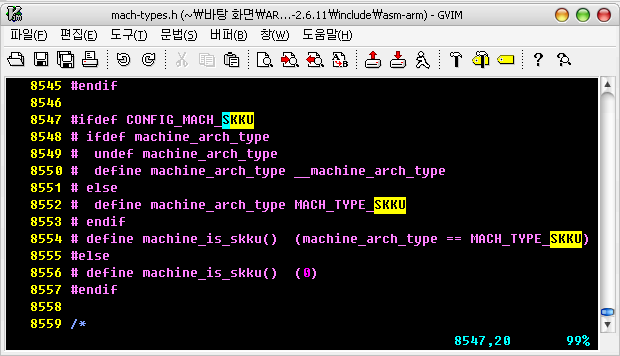 mach-types.h (~₩바탕 화면₩AR...-2.6.11₩include₩asm-arm) - GVIM
파일(F) 편집(E) 도구(T) 문법(S) 버퍼(B) 창(W) 도움말(H)
8545 #endif
8546
8547 #ifdef CONFIG_MACH_SKKU
8548 # ifdef machine_arch_type
8549 #  undef machine_arch_type
8550 #  define machine_arch_type __machine_arch_type
8551 # else
8552 #  define machine_arch_type MACH_TYPE_SKKU
8553 # endif
8554 # define machine_is_skku()  (machine_arch_type == MACH_TYPE_SKKU)
8555 #else
8556 # define machine_is_skku()  (0)
8557 #endif
8558
8559 /*
8547,20 99%